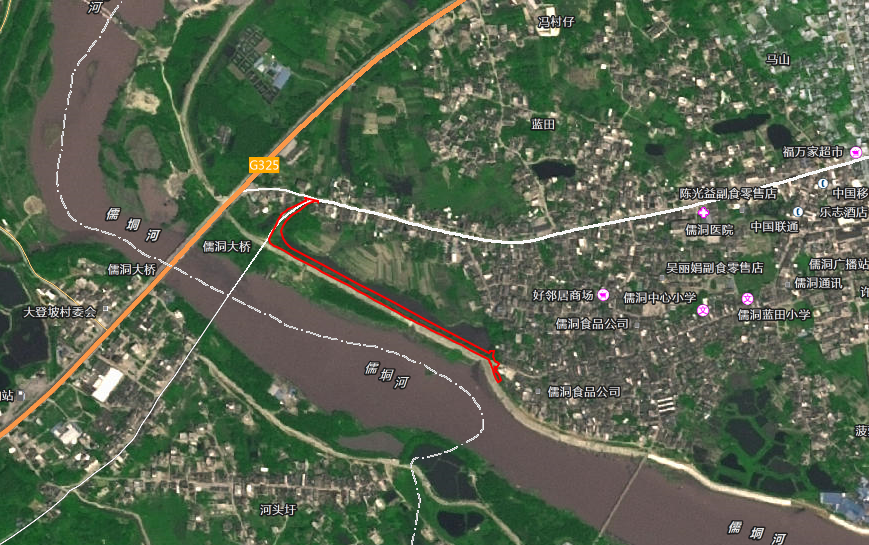 河
冯村仔
马山
蓝田
福万家超市
G325
陈光益副食零售店
中国移
乐志酒店
儒洞医院
中国联通
儒垌河
儒洞大桥
儒洞大桥
吴丽娟副食零售店
儒洞广播站
儒洞通讯
许
好邻居商场
儒洞中心小学
大登坡村委会
儒洞食品公司
儒洞蓝田小学
儒垌河
儒洞食品公司
站
菠
河头圩
儒垌河